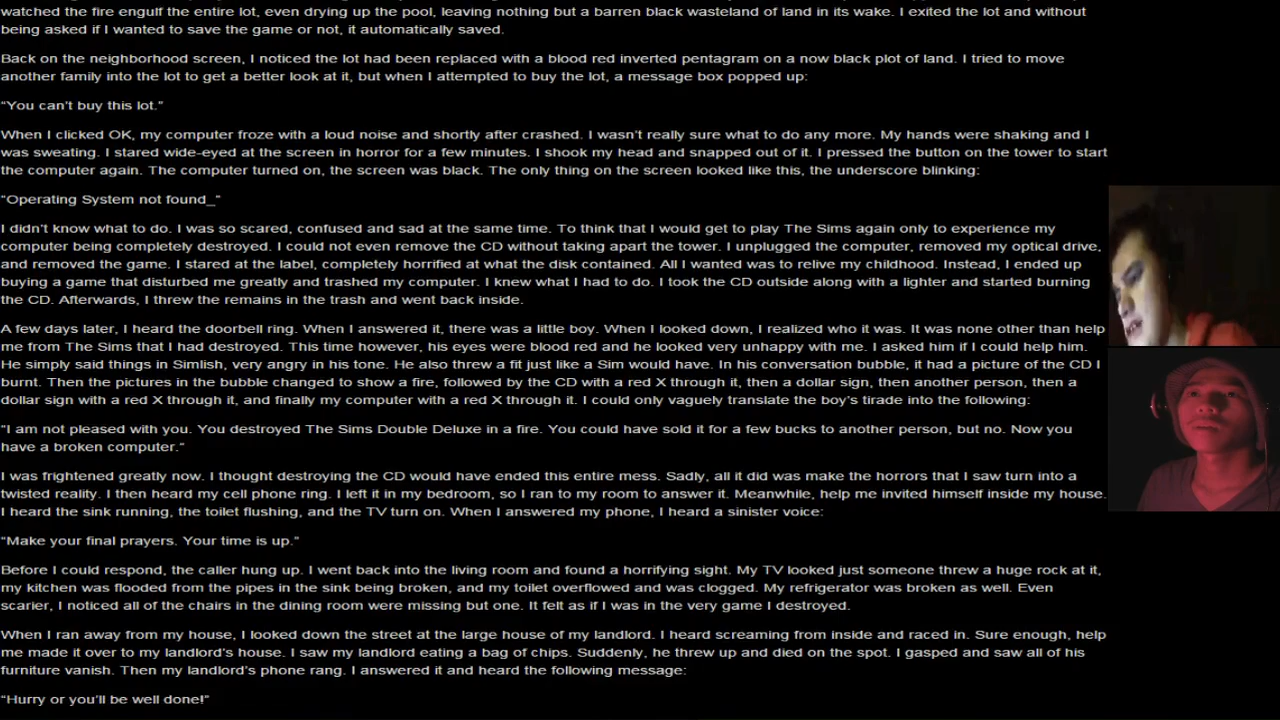 watched the fire engulf the entire lot, even drying up the pool, leaving nothing but a barren black wasteland of land in its wake. I exited the lot and without
being asked if I wanted to save the game or not, it automatically saved.
Back on the neighborhood screen, I noticed the lot had been replaced with a blood red inverted pentagram on a now black plot of land. I tried to move
another family into the lot to get a better look at it, but when I attempted to buy the lot, a message box popped up:
“You can’t buy this lot.”
When I clicked OK, my computer froze with a loud noise and shortly after crashed. I wasn’t really sure what to do any more. My hands were shaking and I
was sweating. I stared wide-eyed at the screen in horror for a few minutes. I shook my head and snapped out of it. I pressed the button on the tower to start
the computer again. The computer turned on, the screen was black. The only thing on the screen looked like this, the underscore blinking:
“Operating System not found_“
I didn’t know what to do. I was so scared, confused and sad at the same time. To think that I would get to play The Sims again only to experience my
computer being completely destroyed. I could not even remove the CD without taking apart the tower. I unplugged the computer, removed my optical drive,
and removed the game. I stared at the label, completely horrified at what the disk contained. All I wanted was to relive my childhood. Instead, I ended up
buying a game that disturbed me greatly and trashed my computer. I knew what I had to do. I took the CD outside along with a lighter and started burning
the CD. Afterwards, I threw the remains in the trash and went back inside.
A few days later, I heard the doorbell ring. When I answered it, there was a little boy. When I looked down, I realized who it was. It was none other than help
me from The Sims that I had destroyed. This time however, his eyes were blood red and he looked very unhappy with me. I asked him if I could help him.
He simply said things in Simlish, very angry in his tone. He also threw a fit just like a Sim would have. In his conversation bubble, it had a picture of the CD I
burnt. Then the pictures in the bubble changed to show a fire, followed by the CD with a red X through it, then a dollar sign, then another person, then a
dollar sign with a red X through it, and finally my computer with a red X through it. I could only vaguely translate the boy’s tirade into the following:
“I am not pleased with you. You destroyed The Sims Double Deluxe in a fire. You could have sold it for a few bucks to another person, but no. Now you
have a broken computer.”
I was frightened greatly now. I thought destroying the CD would have ended this entire mess. Sadly, all it did was make the horrors that I saw turn into a
twisted reality. I then heard my cell phone ring. I left it in my bedroom, so I ran to my room to answer it. Meanwhile, help me invited himself inside my house.
I heard the sink running, the toilet flushing, and the TV turn on. When I answered my phone, I heard a sinister voice:
“Make your final prayers. Your time is up.”
Before I could respond, the caller hung up. I went back into the living room and found a horrifying sight. My TV looked just someone threw a huge rock at it,
my kitchen was flooded from the pipes in the sink being broken, and my toilet overflowed and was clogged. My refrigerator was broken as well. Even
scarier, I noticed all of the chairs in the dining room were missing but one. It felt as if I was in the very game I destroyed.
When I ran away from my house, I looked down the street at the large house of my landlord. I heard screaming from inside and raced in. Sure enough, help
me made it over to my landlord’s house. I saw my landlord eating a bag of chips. Suddenly, he threw up and died on the spot. I gasped and saw all of his
furniture vanish. Then my landlord’s phone rang. I answered it and heard the following message:
“Hurry or you’ll be well done!”